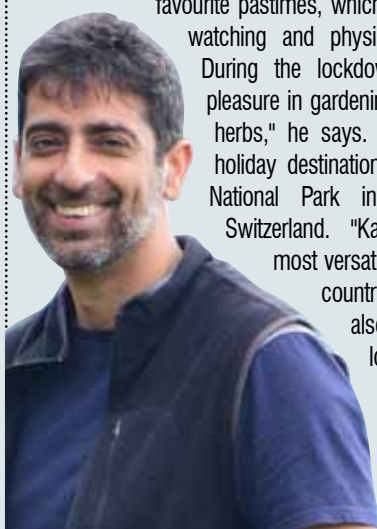 favourite pastimes, which
watching and physi
During the lockdov
pleasure in gardenin
herbs," he says.
holiday destination
National Park in
Switzerland. "Ka
most versat
countr
als
lo